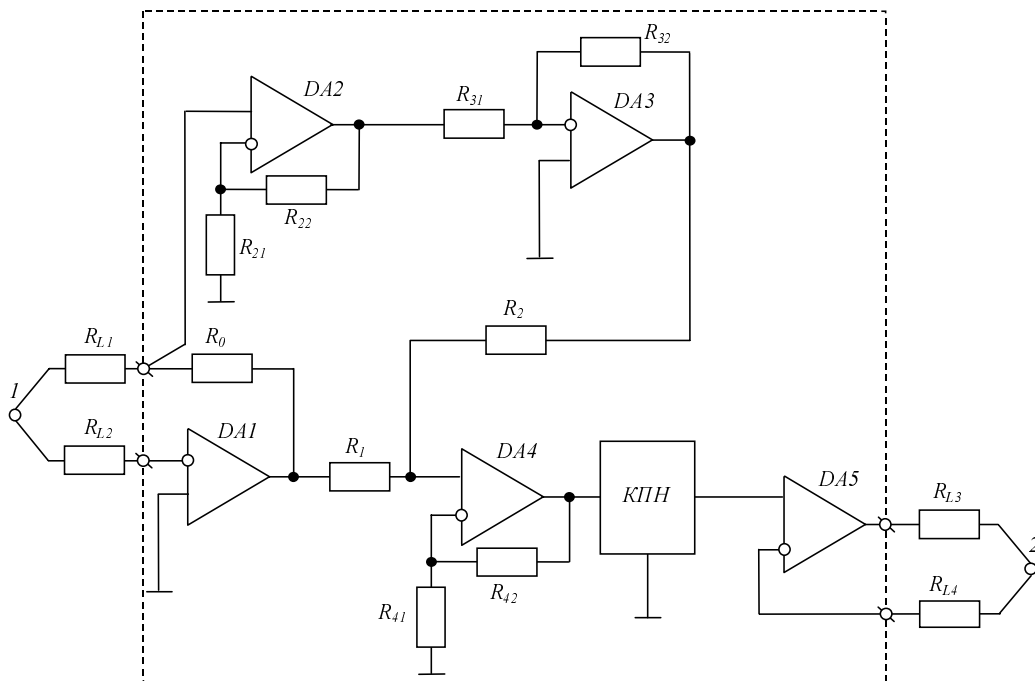 R32
DA2
R31
DA3
R22
R21
R2
RL1
R0
1
RL2
DA1
R1
DA4
КПН
DA5
RL3
2
R42
R41
RL4